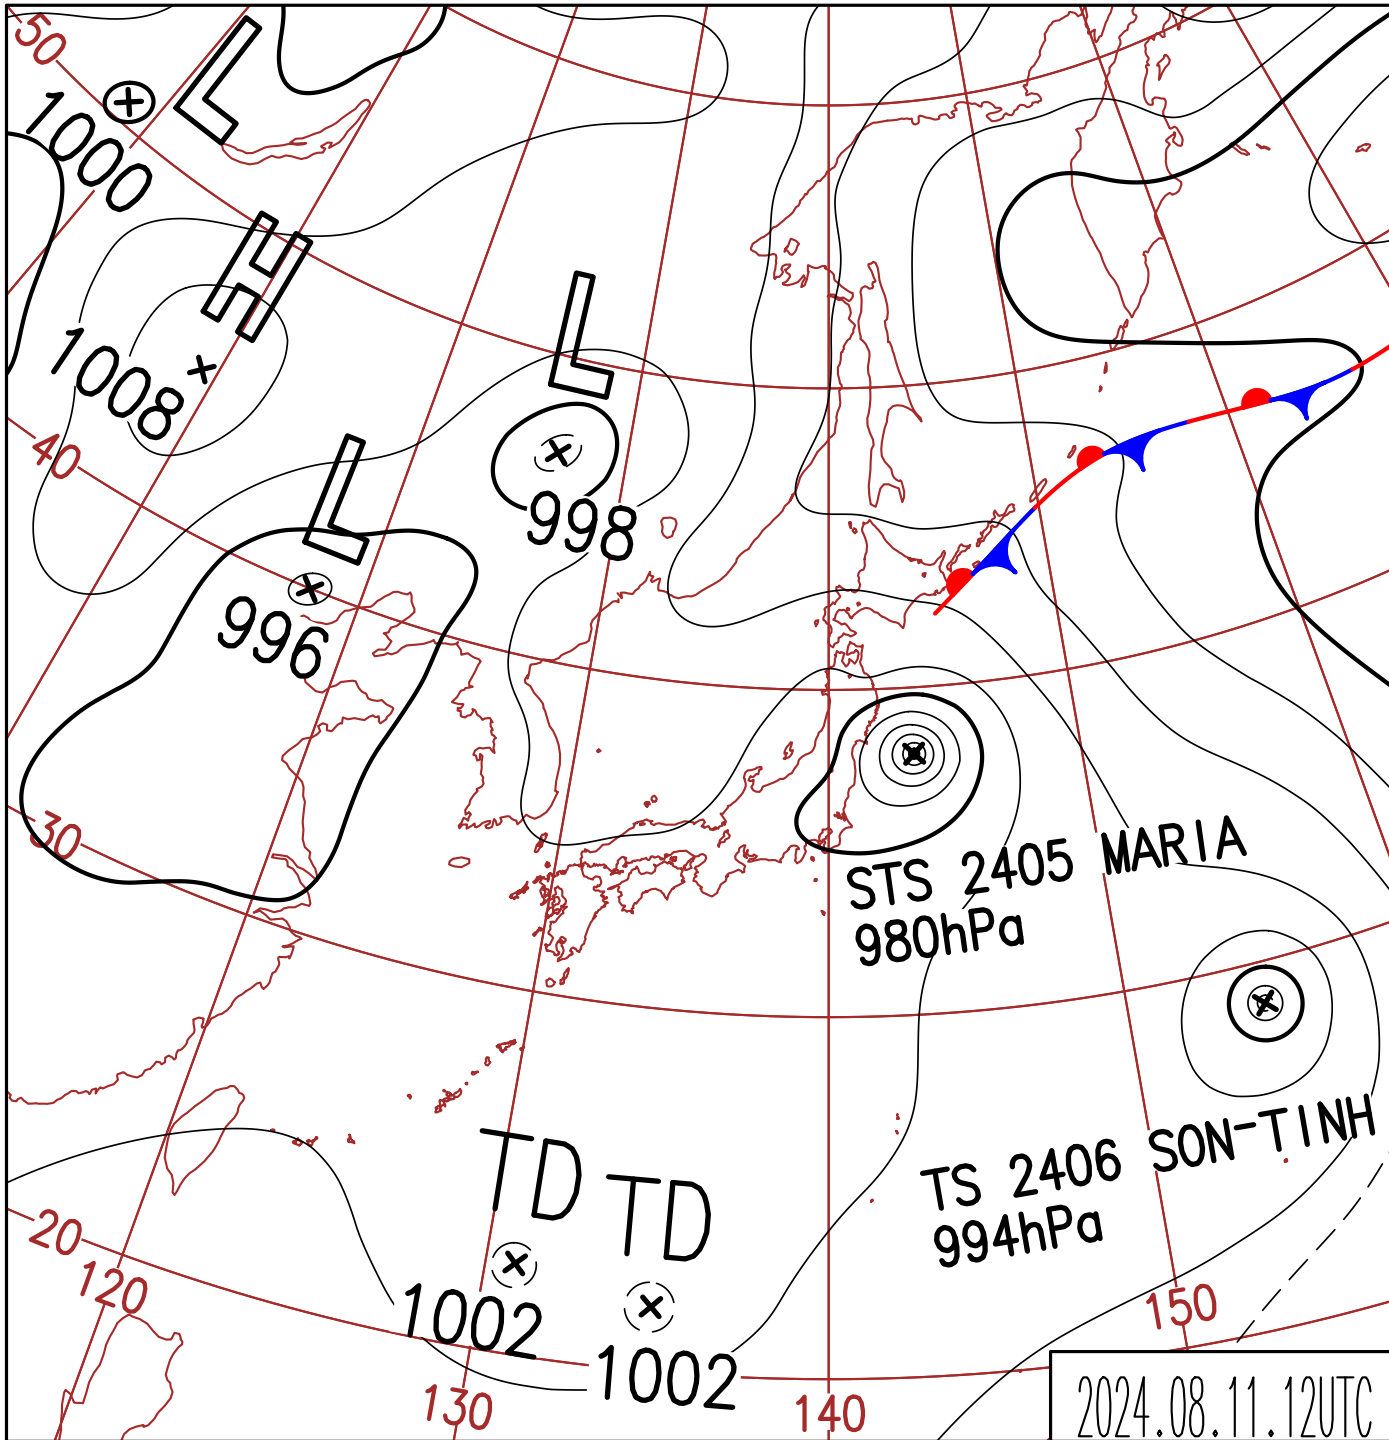 50
L
1000
H
1008
L
998
40
L
996
30
STS 2405 MARIA
980hPa
TS 2406 SON-TINH
994hPa
TD
TD
1002
1002
20
120
130
140
150
2024.08.11.12UTC